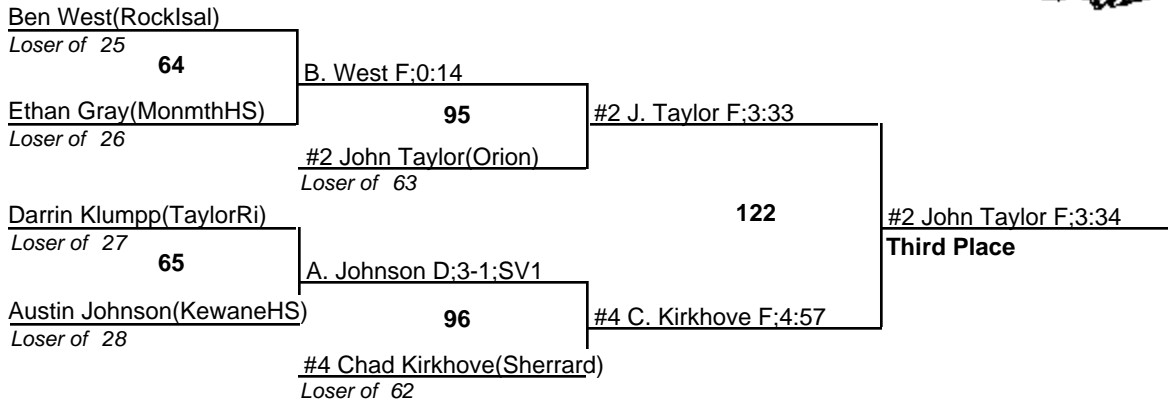 Ben West(RockIsal)
Loser of 25
64
B. West F;0:14
Ethan Gray(MonmthHS)
Loser of 26
95
#2 J. Taylor F;3:33
#2 John Taylor(Orion)
Loser of 63
Darrin Klumpp(TaylorRi)
Loser of 27
122
#2 John Taylor F;3:34
Third Place
65
A. Johnson D;3-1;SV1
Austin Johnson(KewaneHS)
Loser of 28
96
#4 C. Kirkhove F;4:57
#4 Chad Kirkhove(Sherrard)
Loser of 62